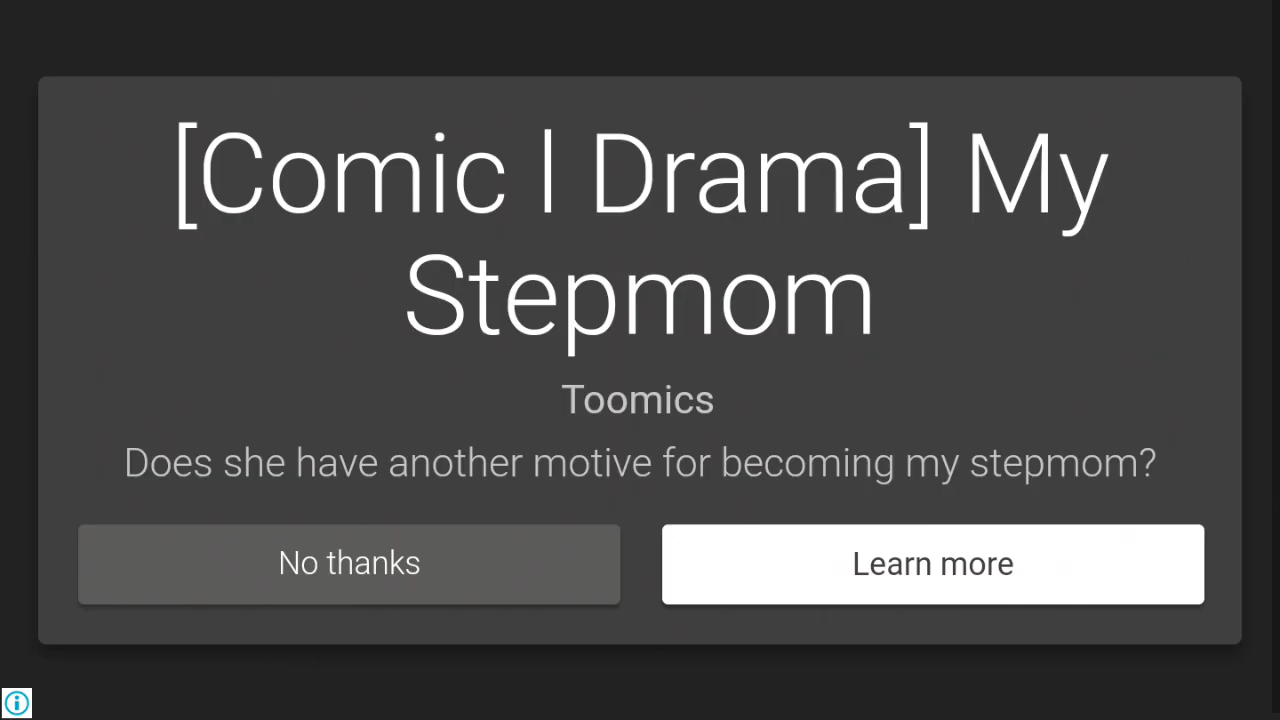 [Comic l Drama] My
Stepmom
Toomics
Does she have another motive for becoming my stepmom?
No thanks
Learn more